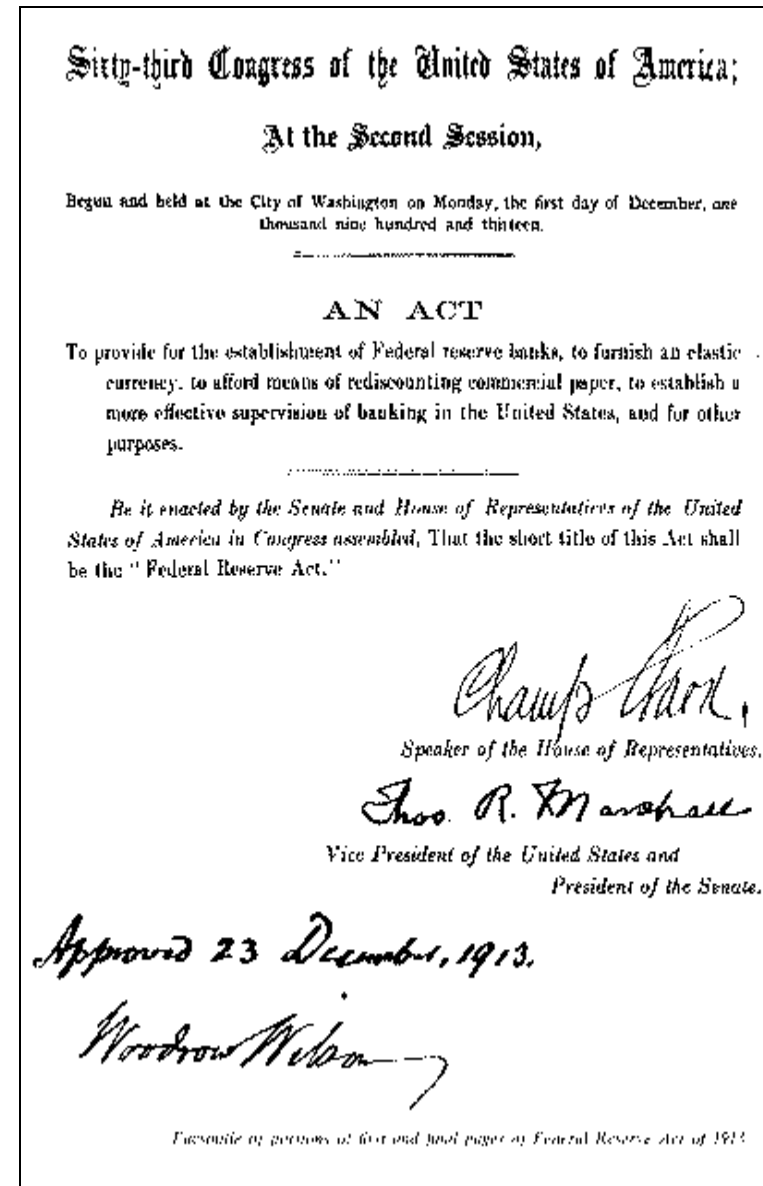 Sixty-third Congress of the United States of America;
At the Second Session,
Begun and held at the City of Washington on Monday, the first day of December, one
thousand nine hundred and thirteen.
AN ACT
To provide for the establishment of Federal reserve banks, to furnish an elastic
currency, to afford means of rediscounting commercial paper, to establish a
more effective supervision of banking in the United States, and for other
purposes.
Be it enacted by the Senate and House of Representatives of the United
States of America in Congress assembled, That the short title of this Act shall
be the "Federal Reserve Act."
Champ Clark.
Speaker of the House of Representatives.
Thos. R. Marshall
Vice President of the United States and
President of the Senate.
Approved 23 December, 1913.
Woodrow Wilson
Facsimile of portions of first and final pages of Federal Reserve Act of 1913